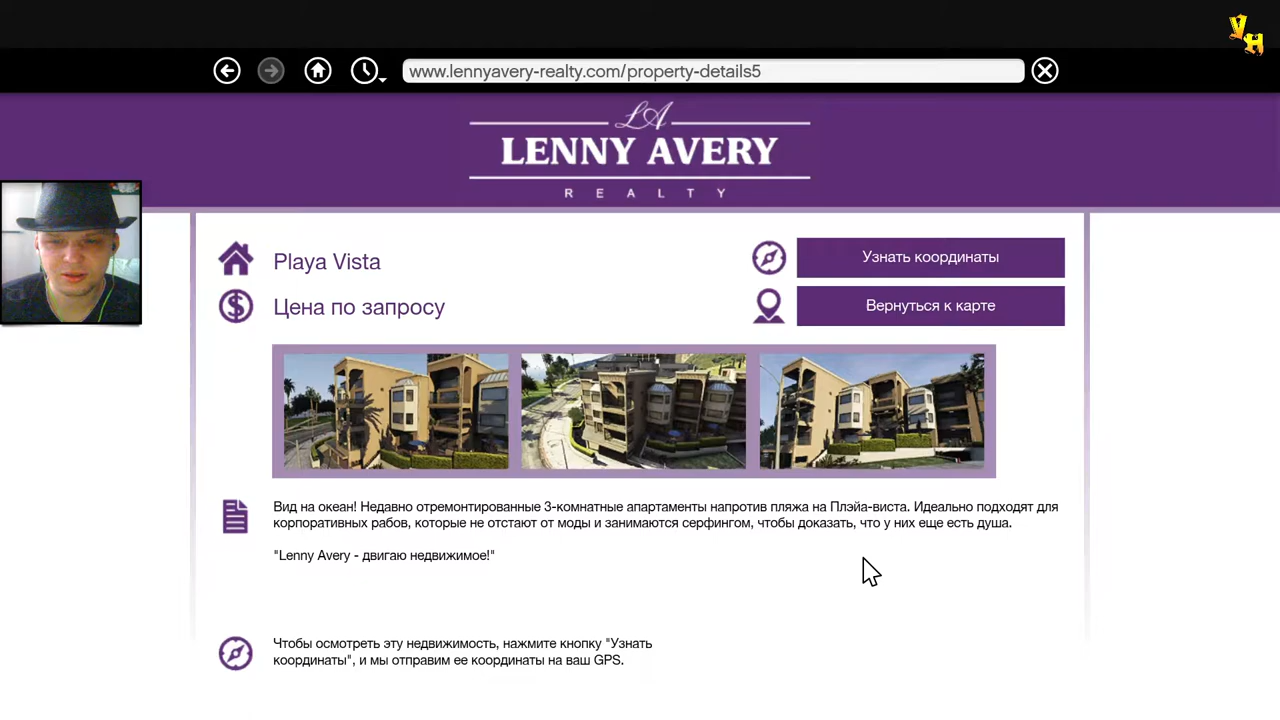 YH
www.lennyavery-realty.com/property-details5
LA
LENNY AVERY
REALTY
Playa Vista
Узнать координаты
Цена по запросу
Вернуться к карте
Вид на океан! Недавно отремонтированные 3-комнатные апартаменты напротив пляжа на Плэйа-виста. Идеально подходят для
корпоративных рабов, которые не отстают от моды и занимаются серфингом, чтобы доказать, что у них еще есть душа.
"Lenny Avery - двигаю недвижимое!"
Чтобы осмотреть эту недвижимость, нажмите кнопку "Узнать
координаты", и мы отправим ее координаты на ваш GPS.